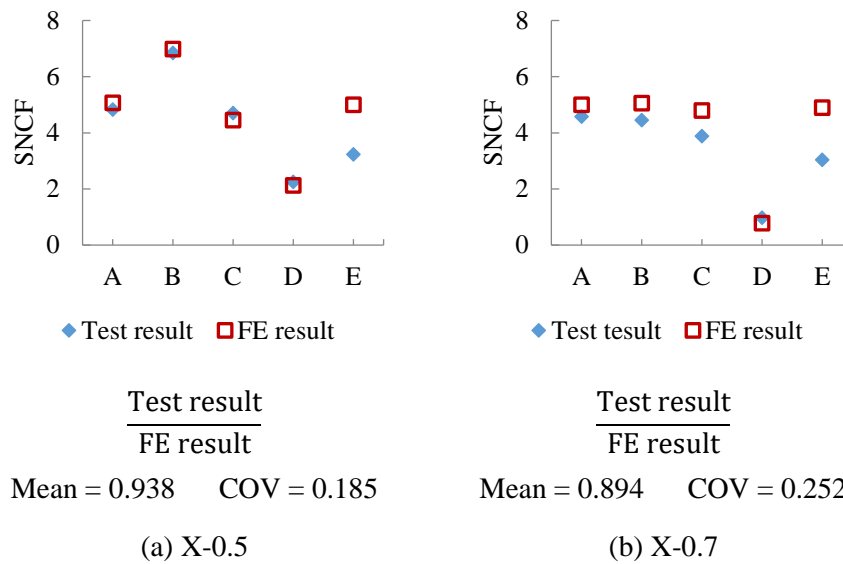 8
6
4
2
0
SNCF
A B C D E
Test result FE result
Test result
FE result
Mean = 0.938 COV = 0.185
(a) X-0.5
8
6
4
2
0
SNCF
A B C D E
Test tesult FE result
Test result
FE result
Mean = 0.894 COV = 0.252
(b) X-0.7